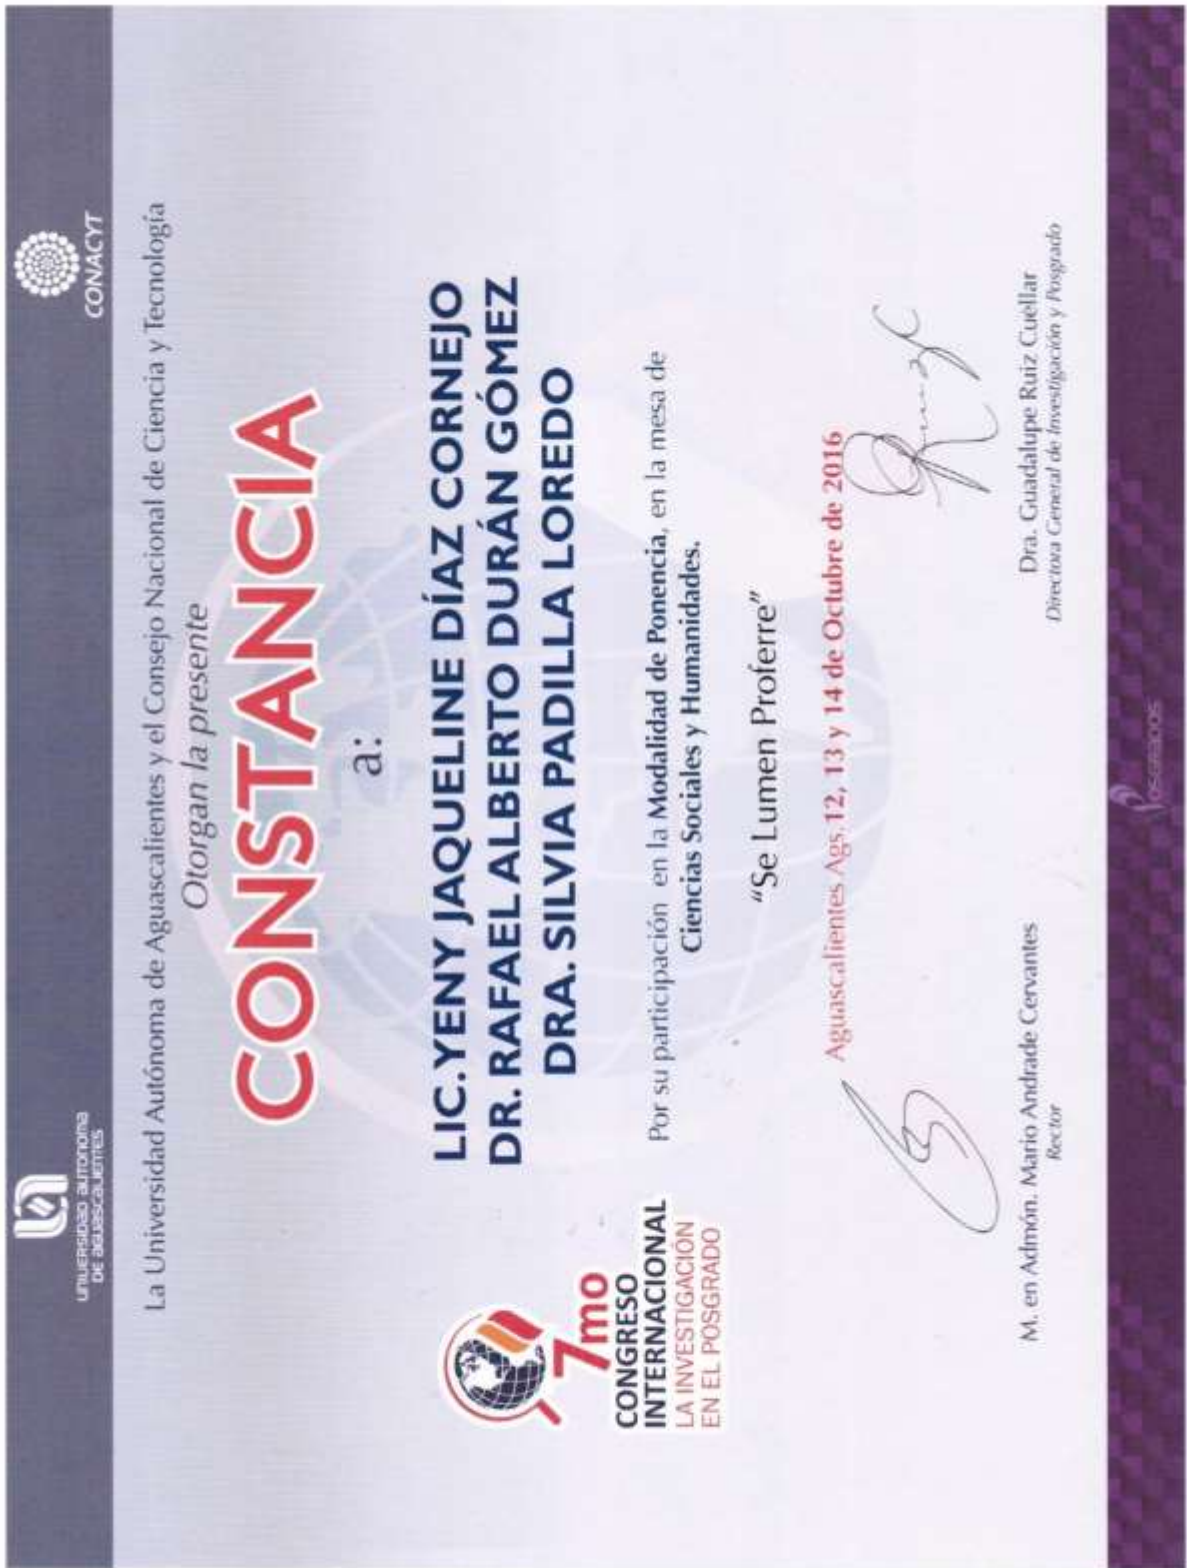 UNIVERSIDAD AUTONOMA
DE AGUASCALIENTES
CONACYT
La Universidad Autónoma de Aguascalientes y el Consejo Nacional de Ciencia y Tecnología
Otorgan la presente
CONSTANCIA
a:
LIC. YENY JAQUELINE DÍAZ CORNEJO
DR. RAFAEL ALBERTO DURÁN GÓMEZ
DRA. SILVIA PADILLA LOREDO
7mo
CONGRESO
INTERNACIONAL
LA INVESTIGACIÓN
EN EL POSGRADO
Por su participación en la Modalidad de Ponencia, en la mesa de
Ciencias Sociales y Humanidades.
“Se Lumen Proferre”
Aguascalientes Ags. 12, 13 y 14 de Octubre de 2016
M. en Admón. Mario Andrade Cervantes
Rector
Dra. Guadalupe Ruiz Cuellar
Directora General de Investigación y Posgrado